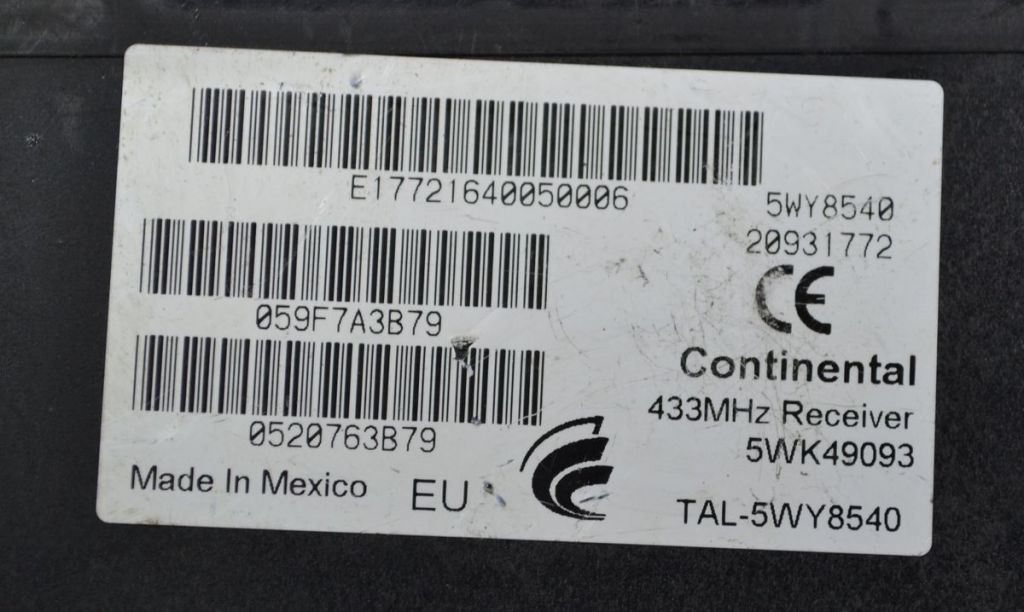 E17721640050006
5WY8540
20931772
059F7A3B79
CE
0520763B79
Continental
433MHz Receiver
5WK49093
Made In Mexico
EU
TAL-5WY8540